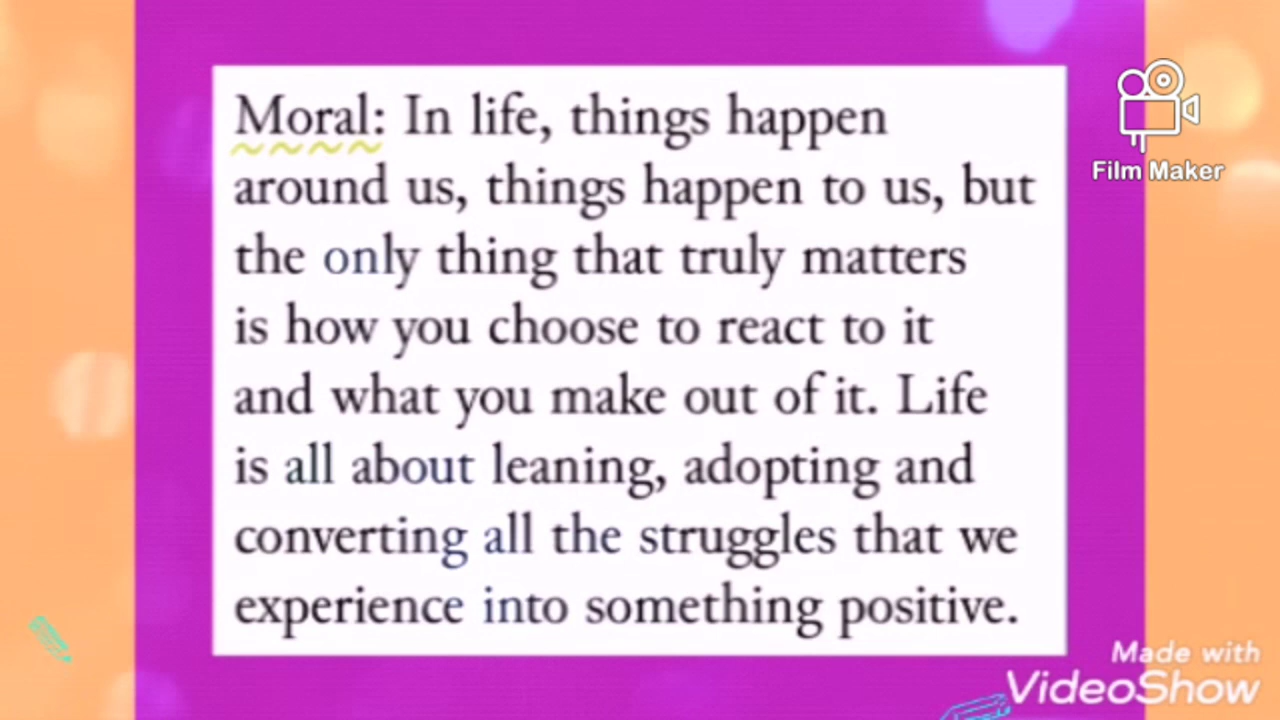 Moral: In life, things happen
around us, things happen to us, but
the only thing that truly matters
is how you choose to react to it
and what you make out of it. Life
is all about leaning, adopting and
converting all the struggles that we
experience into something positive.
Film Maker
Made with
VideoShow